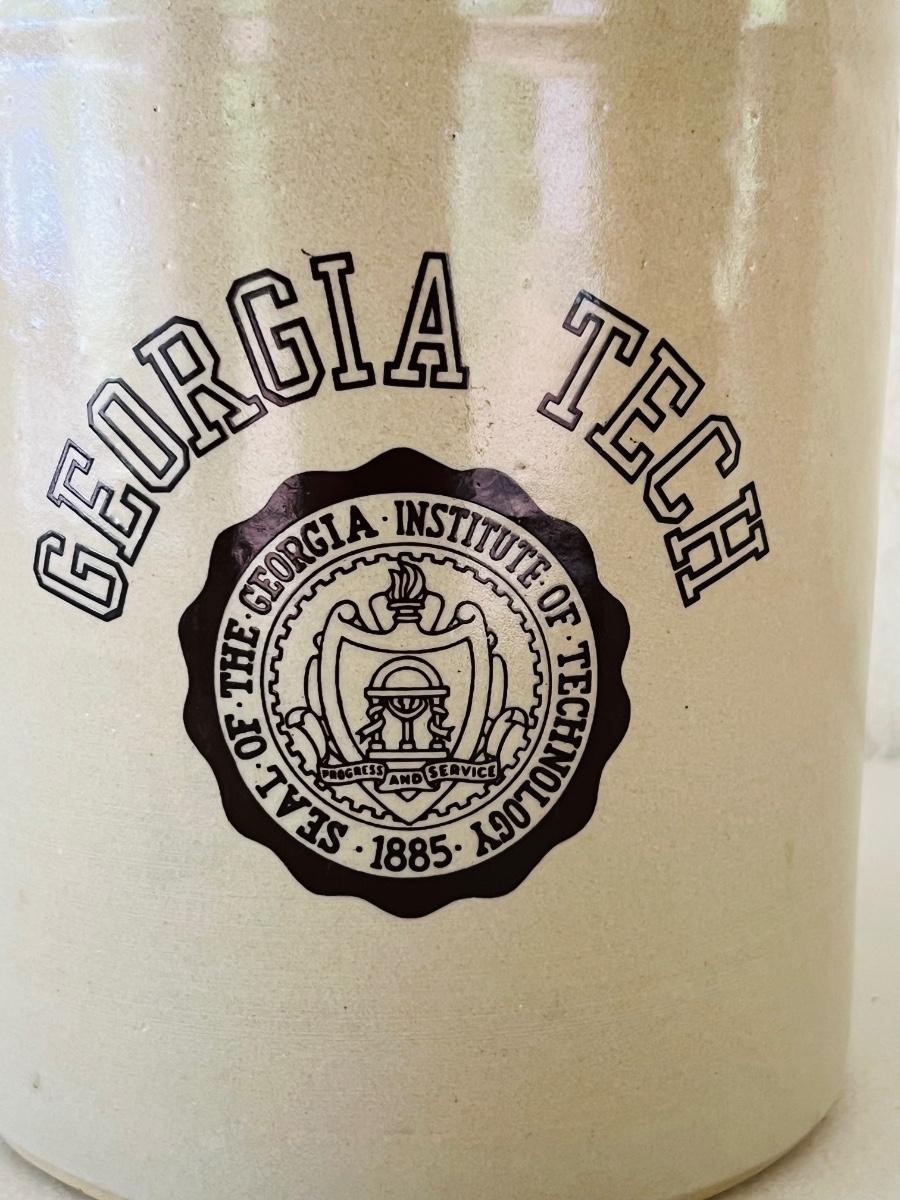 GEORGIA TECH
SEAL · OF · THE · GEORGIA · INSTITUTE · OF · TECHNOLOGY
· 1885 ·
PROGRESS AND SERVICE